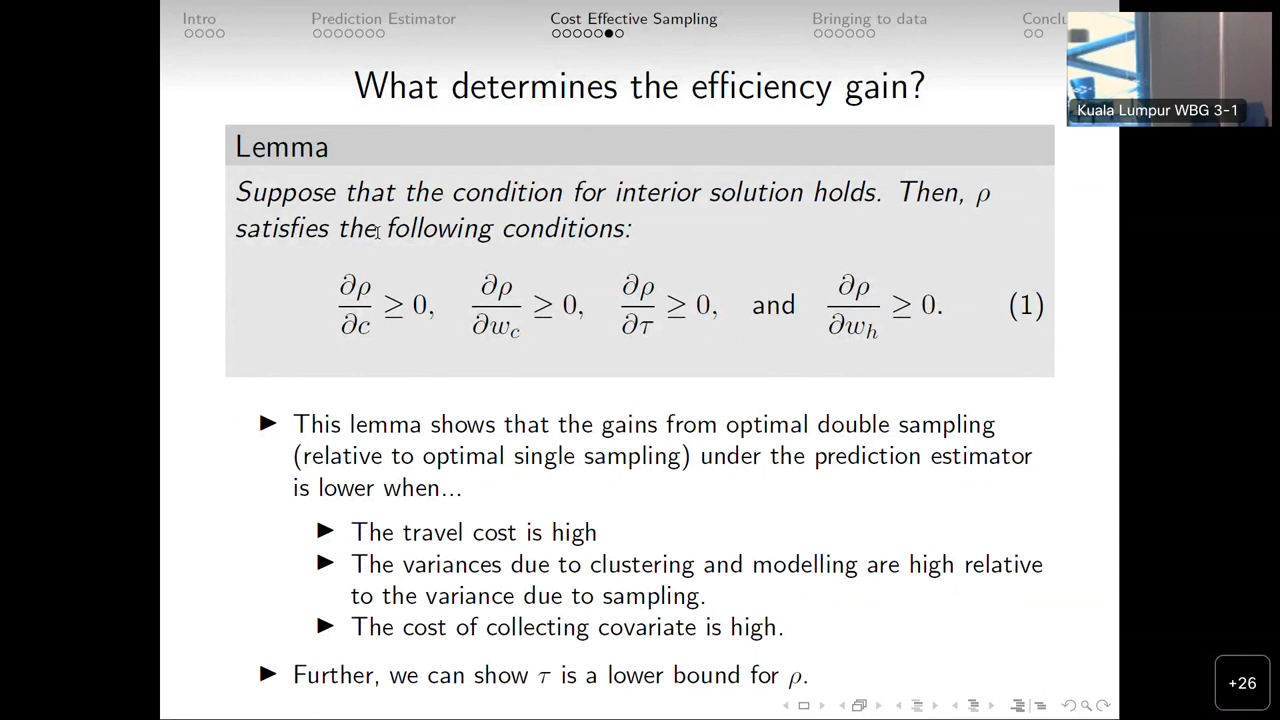 Intro Prediction Estimator Cost Effective Sampling Bringing to data Conclu
Kuala Lumpur WBG 3-1
What determines the efficiency gain?
Lemma
Suppose that the condition for interior solution holds. Then, ρ
satisfies the following conditions:
∂ρ/∂c ≥ 0, ∂ρ/∂w_c ≥ 0, ∂ρ/∂τ ≥ 0, and ∂ρ/∂w_h ≥ 0. (1)
▶ This lemma shows that the gains from optimal double sampling
(relative to optimal single sampling) under the prediction estimator
is lower when...
▶ The travel cost is high
▶ The variances due to clustering and modelling are high relative
to the variance due to sampling.
▶ The cost of collecting covariate is high.
▶ Further, we can show τ is a lower bound for ρ.
+26